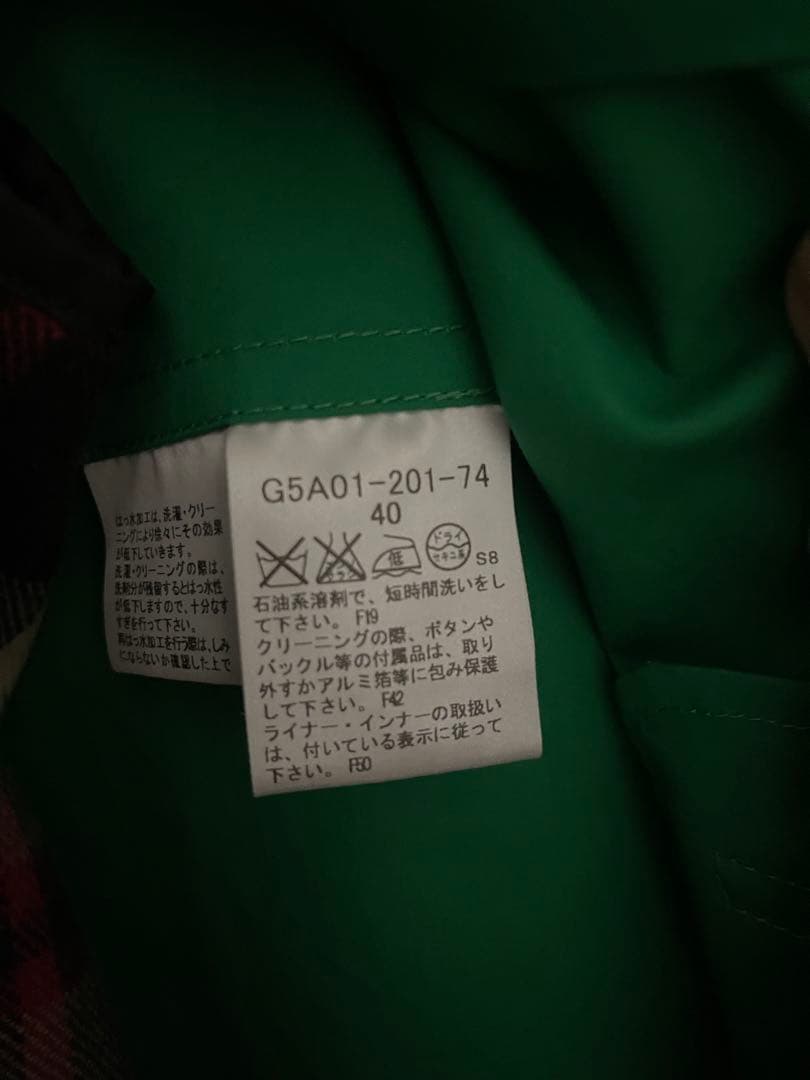 G5A01-201-74
40
低
ドライ
セキユ系
S8
石油系溶剤で、短時間洗いをし
て下さい。 F19
クリーニングの際、ボタンや
バックル等の付属品は、取り
外すかアルミ箔等に包み保護
して下さい。 F42
ライナー・インナーの取扱い
は、付いている表示に従って
下さい。 F50
はっ水加工は、洗濯・クリー
ニングにより徐々にその効果
が低下していきます。
洗濯・クリーニングの際は、
洗剤分が残留するとはっ水性
が低下しますので、十分なす
すぎを行って下さい。
再はっ水加工を行う際は、しみ
にならないか確認した上で